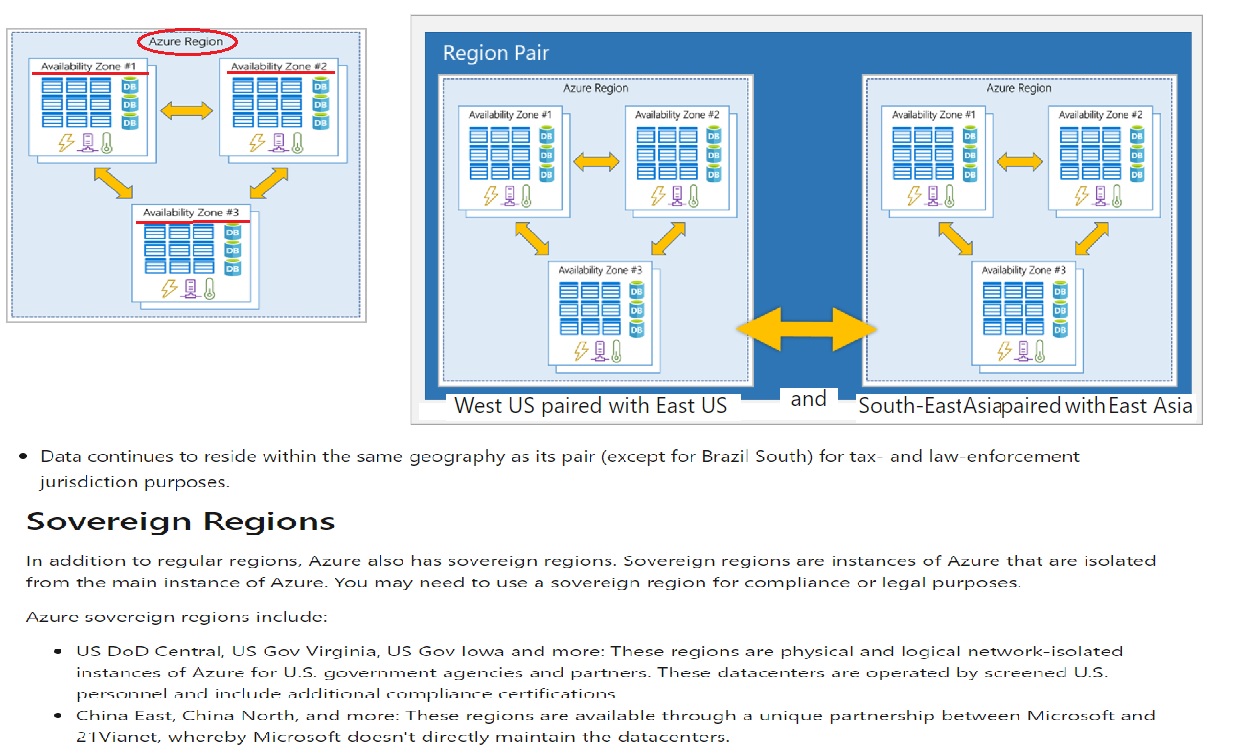 Azure Region
Availability Zone #1
Availability Zone #2
DB
DB
DB
DB
DB
DB
Availability Zone #3
DB
DB
DB
Region Pair
Azure Region
Availability Zone #1
Availability Zone #2
DB
DB
DB
DB
DB
DB
Availability Zone #3
DB
DB
DB
Azure Region
Availability Zone #1
Availability Zone #2
DB
DB
DB
DB
DB
DB
Availability Zone #3
DB
DB
DB
West US paired with East US
and
South-EastAsiapaired with East Asia
• Data continues to reside within the same geography as its pair (except for Brazil South) for tax- and law-enforcement
jurisdiction purposes.
Sovereign Regions
In addition to regular regions, Azure also has sovereign regions. Sovereign regions are instances of Azure that are isolated
from the main instance of Azure. You may need to use a sovereign region for compliance or legal purposes.
Azure sovereign regions include:
• US DoD Central, US Gov Virginia, US Gov Iowa and more: These regions are physical and logical network-isolated
instances of Azure for U.S. government agencies and partners. These datacenters are operated by screened U.S.
personnel and include additional compliance certifications
• China East, China North, and more: These regions are available through a unique partnership between Microsoft and
21Vianet, whereby Microsoft doesn't directly maintain the datacenters.